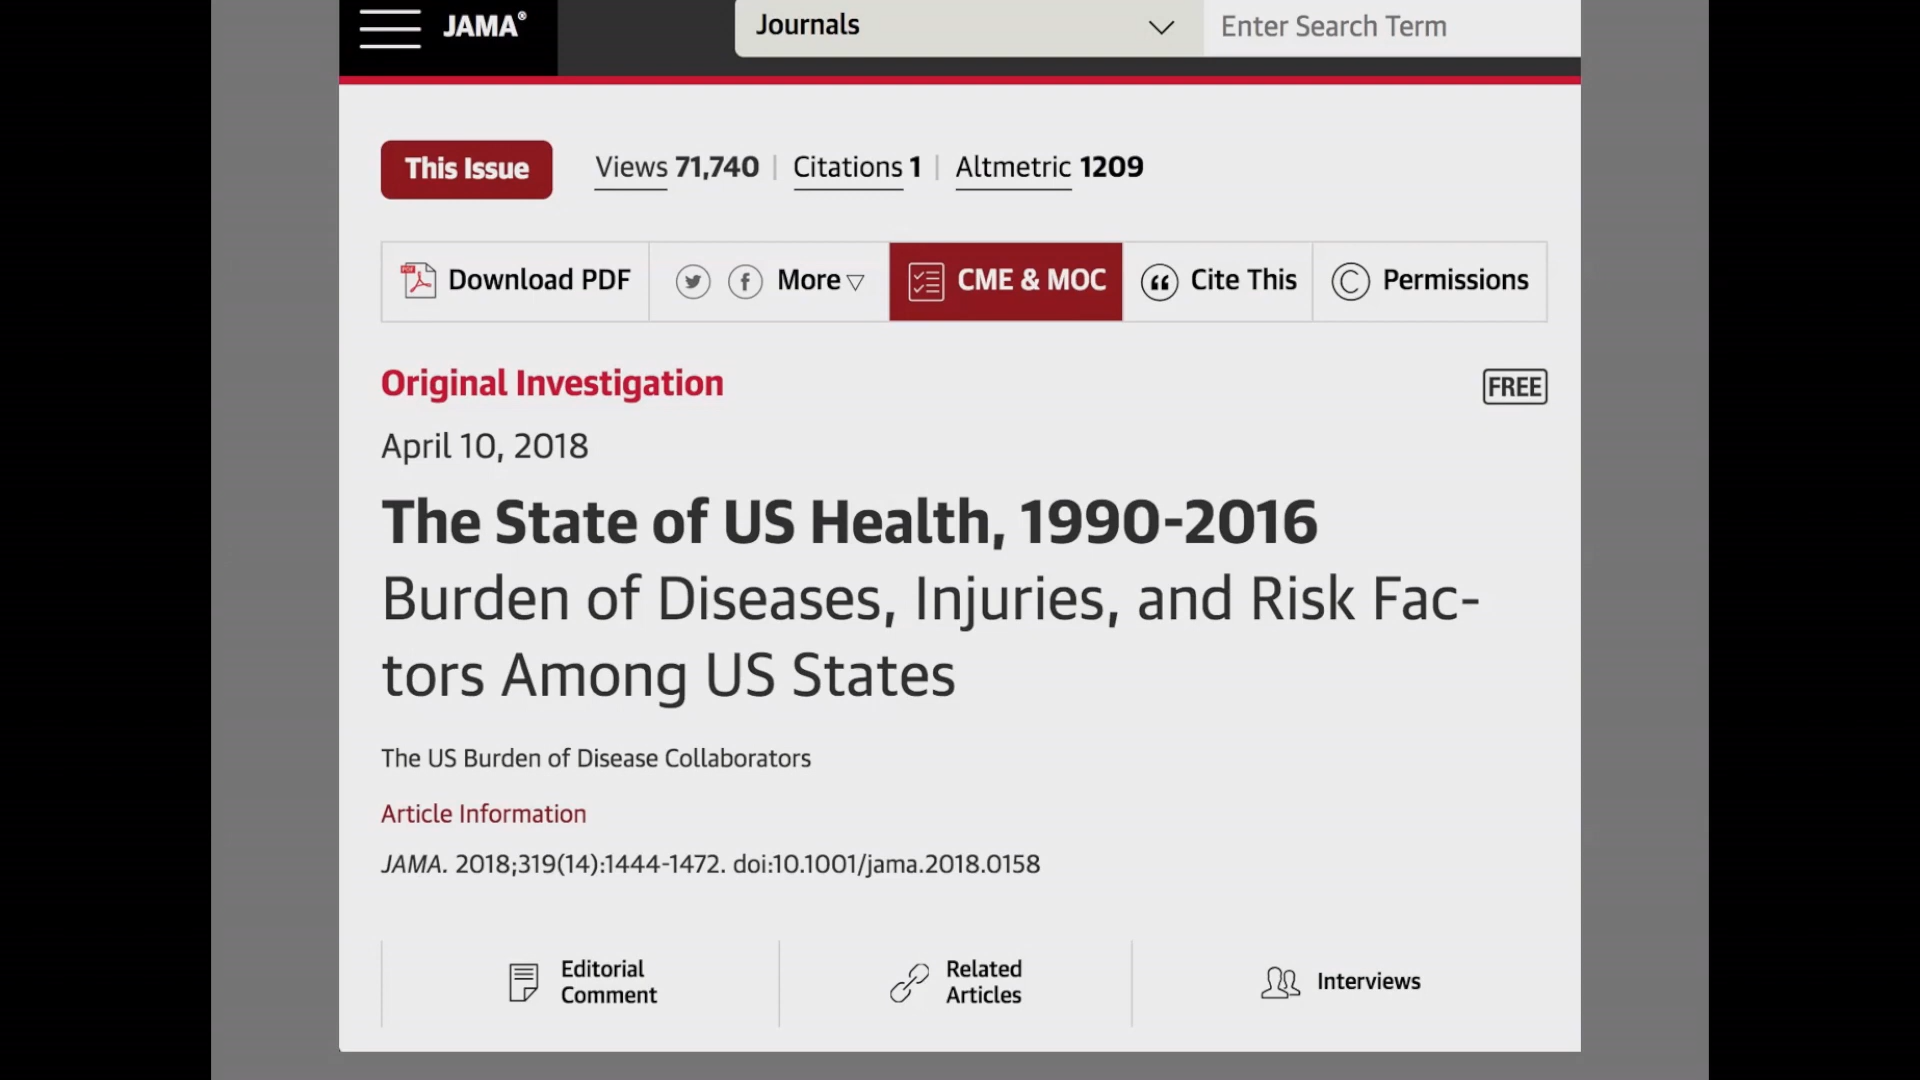 JAMA®
Journals
Enter Search Term
This Issue
Views 71,740 | Citations 1 | Altmetric 1209
Download PDF
More
CME & MOC
Cite This
Permissions
Original Investigation
FREE
April 10, 2018
The State of US Health, 1990-2016
Burden of Diseases, Injuries, and Risk Fac-
tors Among US States
The US Burden of Disease Collaborators
Article Information
JAMA. 2018;319(14):1444-1472. doi:10.1001/jama.2018.0158
Editorial
Comment
Related
Articles
Interviews